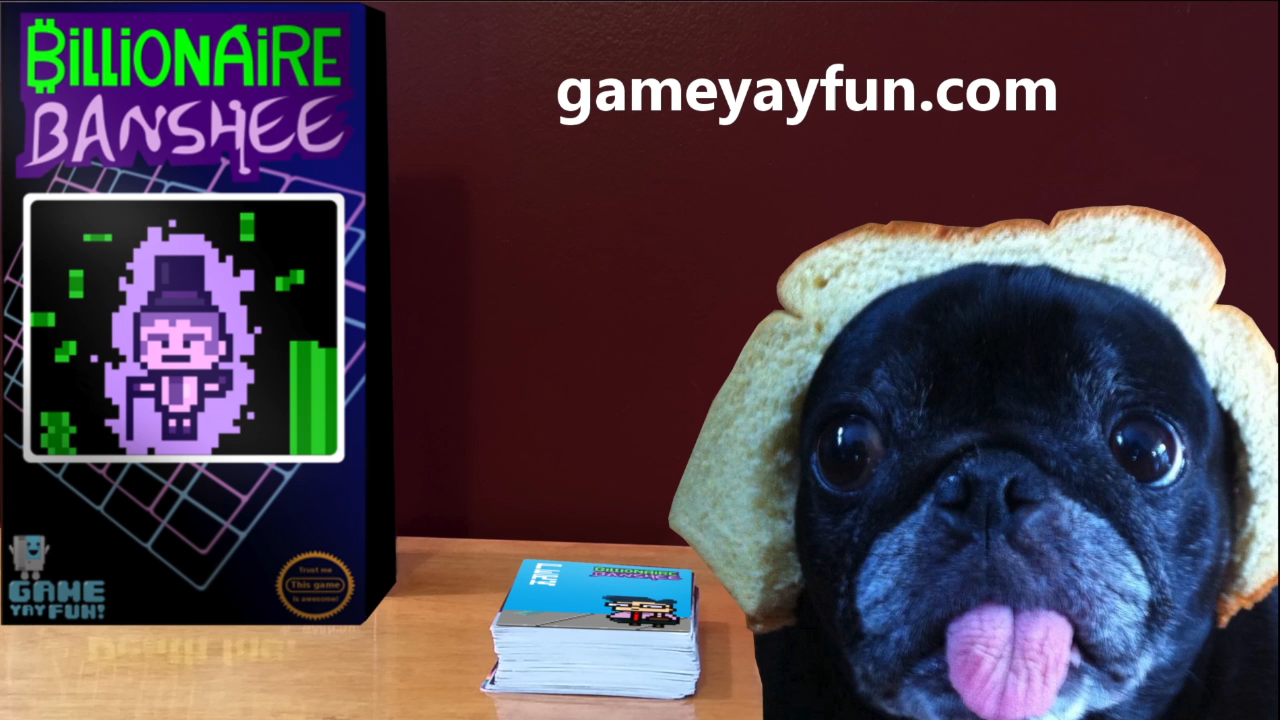 BiLLiONAiRE
BANSHEE
gameyayfun.com
GAME
YAY FUN!
Trust me
This game
is awesome!
BILLIONAIRE
BANSHEE